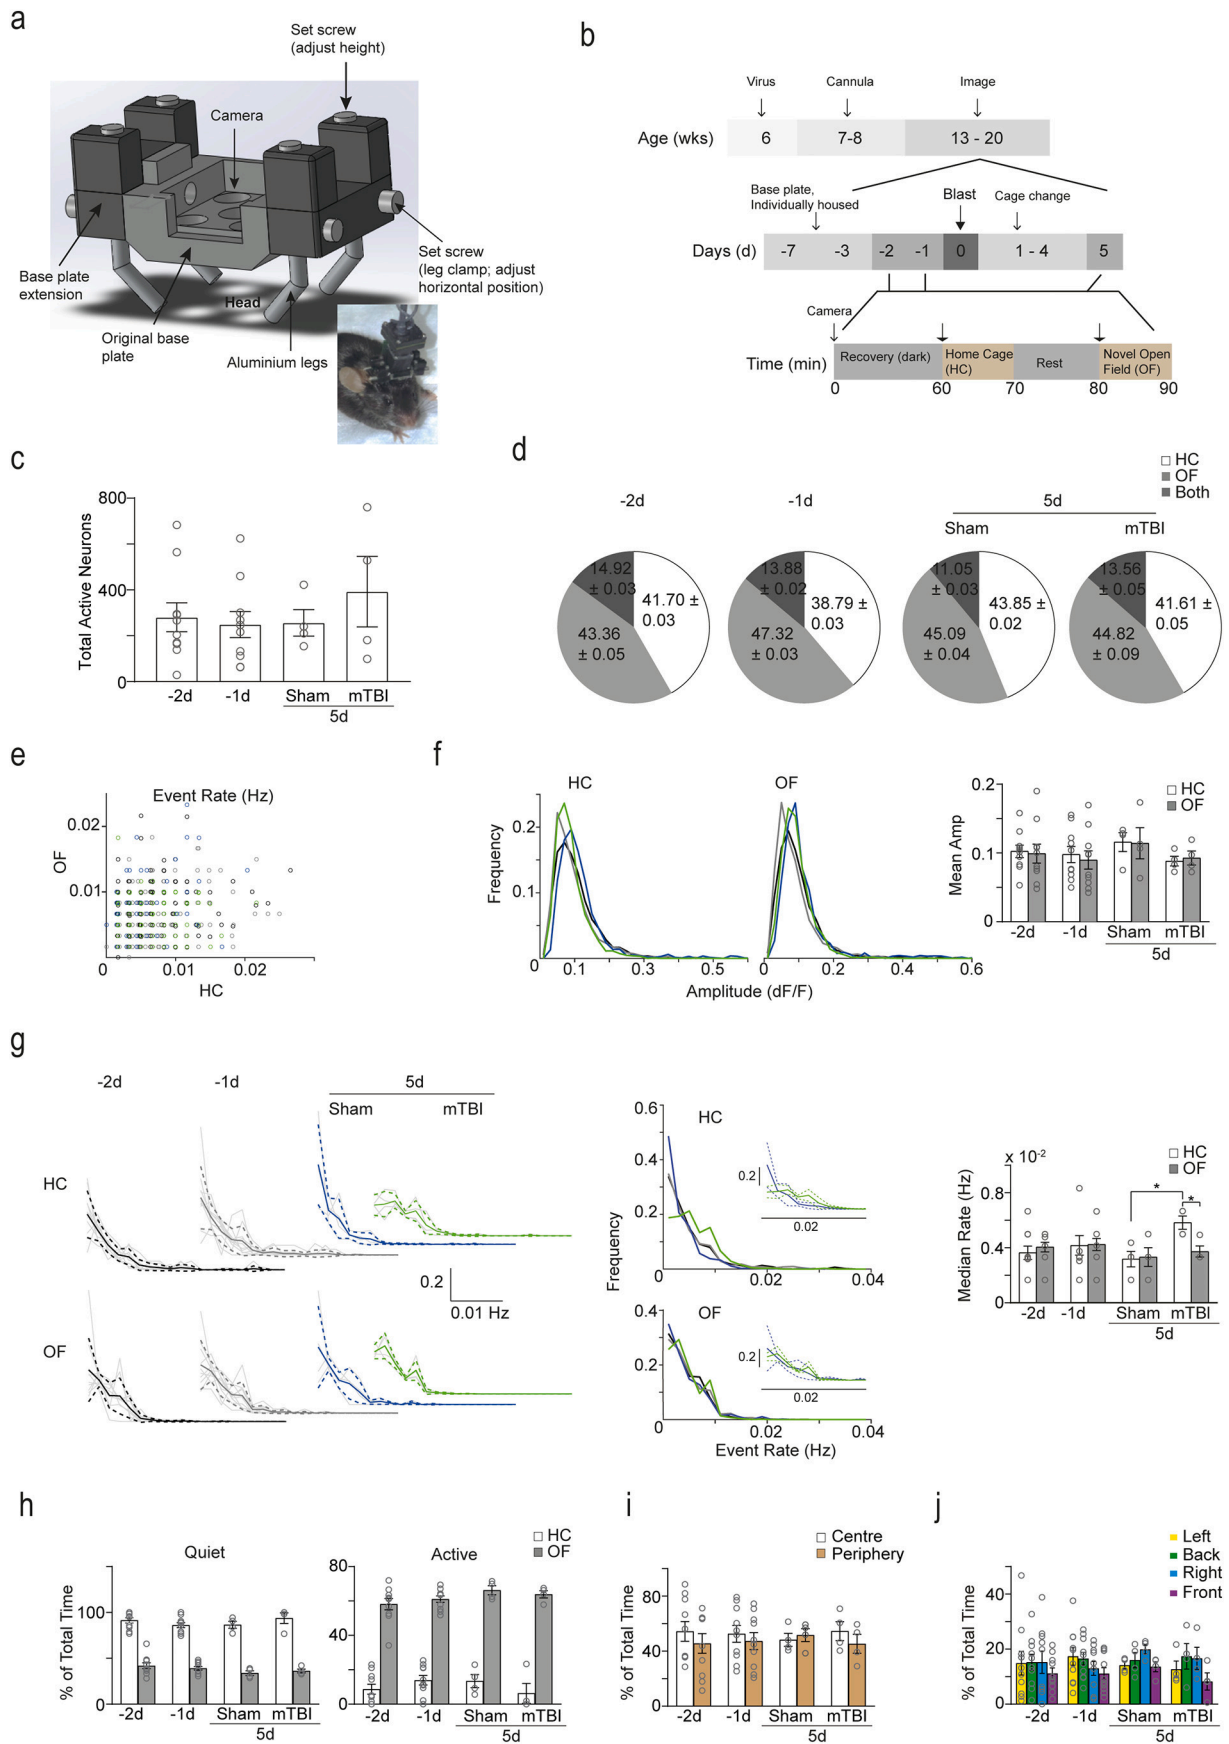 a
Set screw
(adjust height)
Camera
Set screw
(leg clamp; adjust
horizontal position)
Base plate
extension
Head
Original base
plate
Aluminium legs
b
Virus
Cannula
Image
Age (wks)
6
7-8
13 - 20
Base plate,
Individually housed
Blast
Cage change
Days (d)
-7
-3
-2
-1
0
1 - 4
5
Camera
Time (min)
Recovery (dark)
Home Cage
(HC)
Rest
Novel Open
Field (OF)
0
60
70
80
90
c
Total Active Neurons
800
400
0
-2d
-1d
Sham
mTBI
5d
d
HC
OF
Both
-2d
-1d
5d
Sham
mTBI
14.92
± 0.03
41.70 ±
0.03
43.36
± 0.05
13.88
± 0.02
38.79 ±
0.03
47.32
± 0.03
11.05
± 0.03
43.85 ±
0.02
45.09
± 0.04
13.56
± 0.05
41.61 ±
0.05
44.82
± 0.09
e
Event Rate (Hz)
OF
0.02
0.01
0
0.01
0.02
HC
f
HC
OF
Frequency
0.2
0.1
0
0.1
0.3
0.5
0
0.2
0.4
0.6
Amplitude (dF/F)
Mean Amp
0.2
0.1
0
HC
OF
-2d
-1d
Sham
mTBI
5d
g
-2d
-1d
5d
Sham
mTBI
HC
OF
0.2
0.01 Hz
Frequency
0.6
0.4
0.2
0
HC
0.2
0.02
0.02
0.04
0.4
0.2
0
OF
0.2
0.02
0.02
0.04
Event Rate (Hz)
x 10-2
HC
OF
Median Rate (Hz)
0.8
0.4
0
*
*
-2d
-1d
Sham
mTBI
5d
h
Quiet
Active
HC
OF
% of Total Time
100
0
-2d
-1d
Sham
mTBI
5d
80
40
0
-2d
-1d
Sham
mTBI
5d
i
Centre
Periphery
% of Total Time
80
40
0
-2d
-1d
Sham
mTBI
5d
j
Left
Back
Right
Front
% of Total Time
40
20
0
-2d
-1d
Sham
mTBI
5d